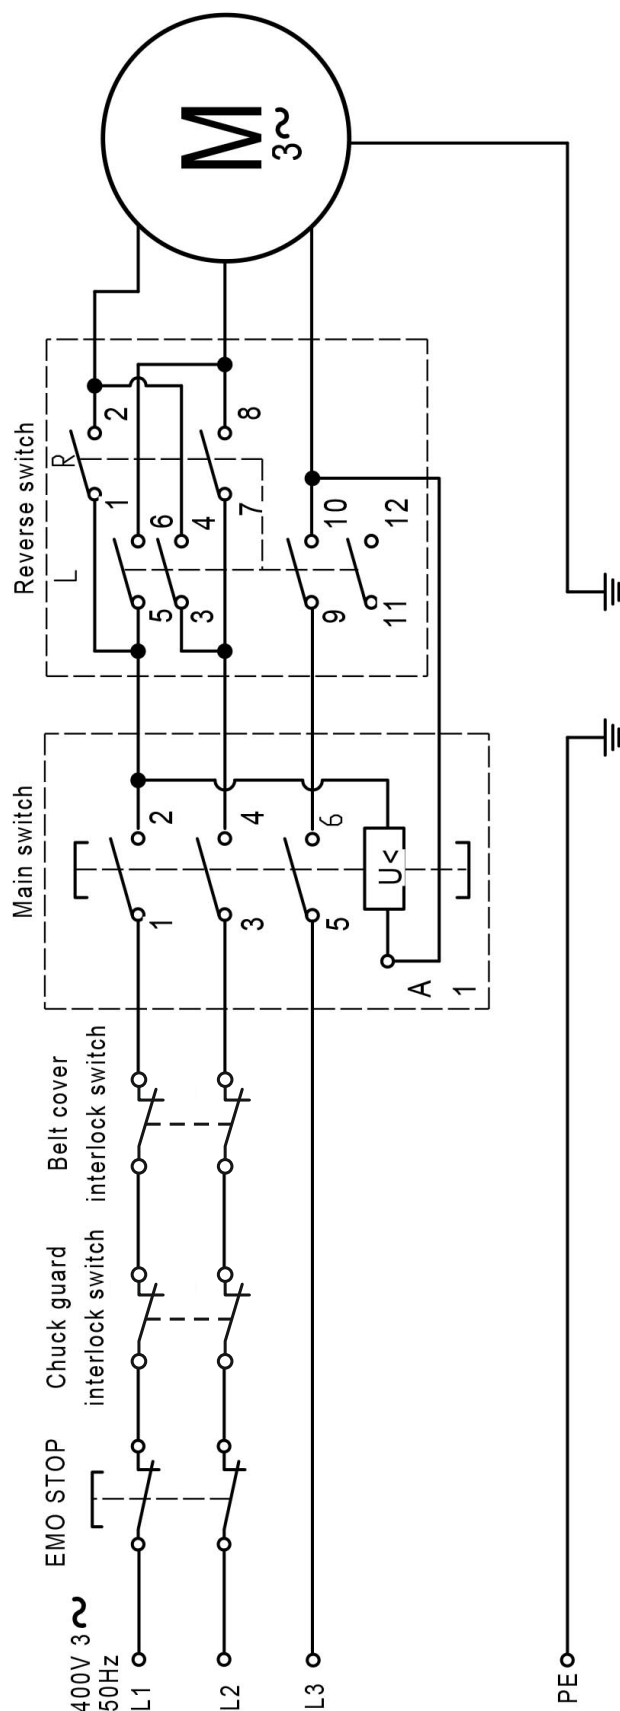 400V 3~
50Hz
L1
L2
L3
PE
EMO STOP
Chuck guard
interlock switch
Belt cover
interlock switch
Main switch
1
2
3
4
5
6
U<
A
1
Reverse switch
L
R
1
2
5
6
3
4
7
8
9
10
11
12
M
3~